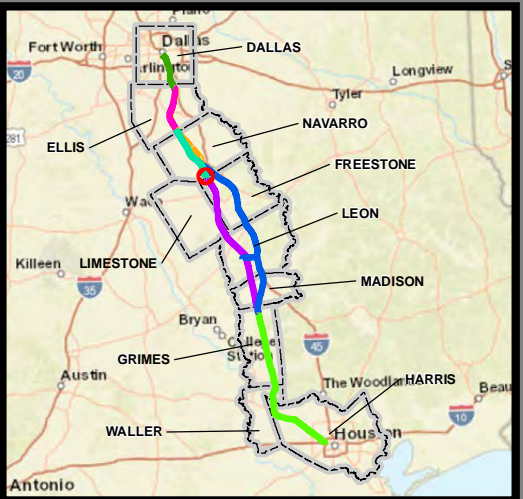 Plano
Dallas
DALLAS
Fort Worth
Arlington
20
Longview
Tyler
NAVARRO
281
ELLIS
FREESTONE
Waco
LEON
LIMESTONE
Killeen
MADISON
35
Bryan
College
Station
45
GRIMES
Austin
The Woodlan
HARRIS
Beau
10
WALLER
Houston
Antonio